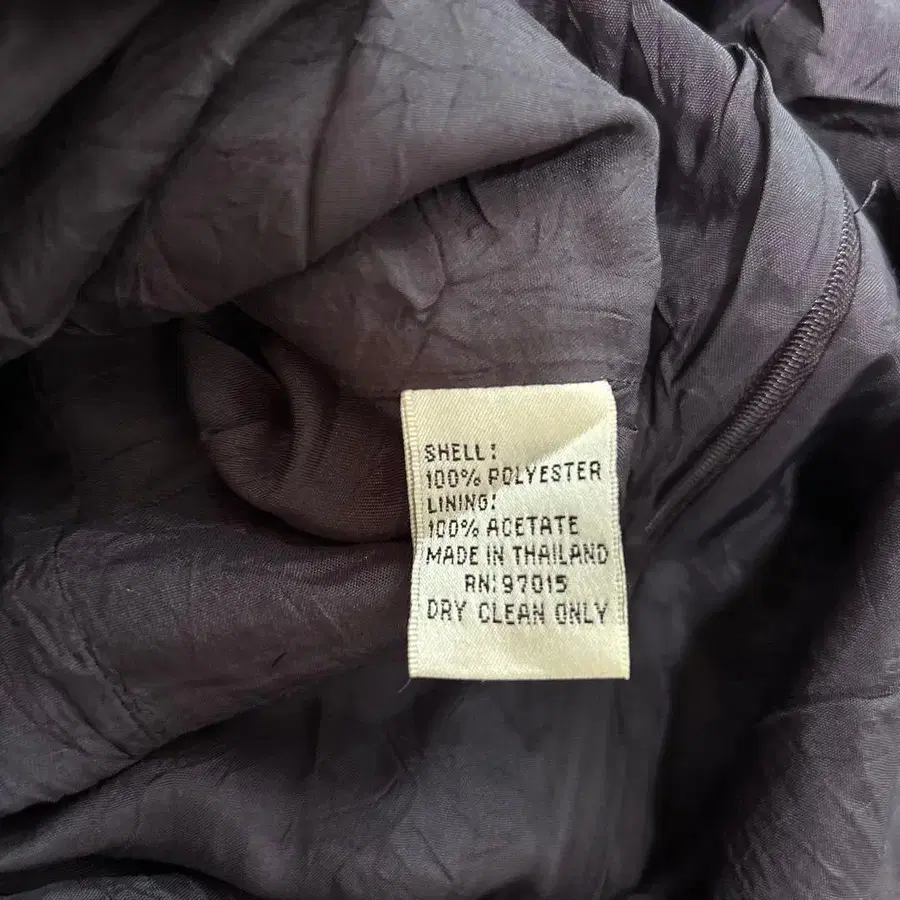 SHELL:
100% POLYESTER
LINING:
100% ACETATE
MADE IN THAILAND
RN:97015
DRY CLEAN ONLY